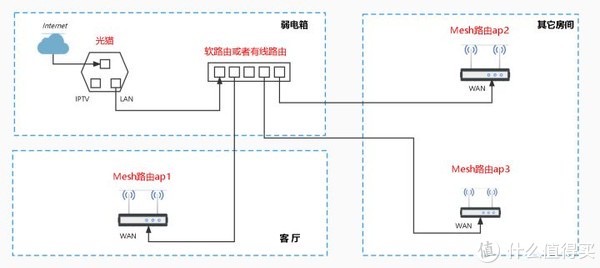 弱电箱
Internet
光猫
IPTV
LAN
软路由或者有线路由
其它房间
Mesh路由ap2
WAN
Mesh路由ap1
WAN
客厅
Mesh路由ap3
WAN
值 什么值得买